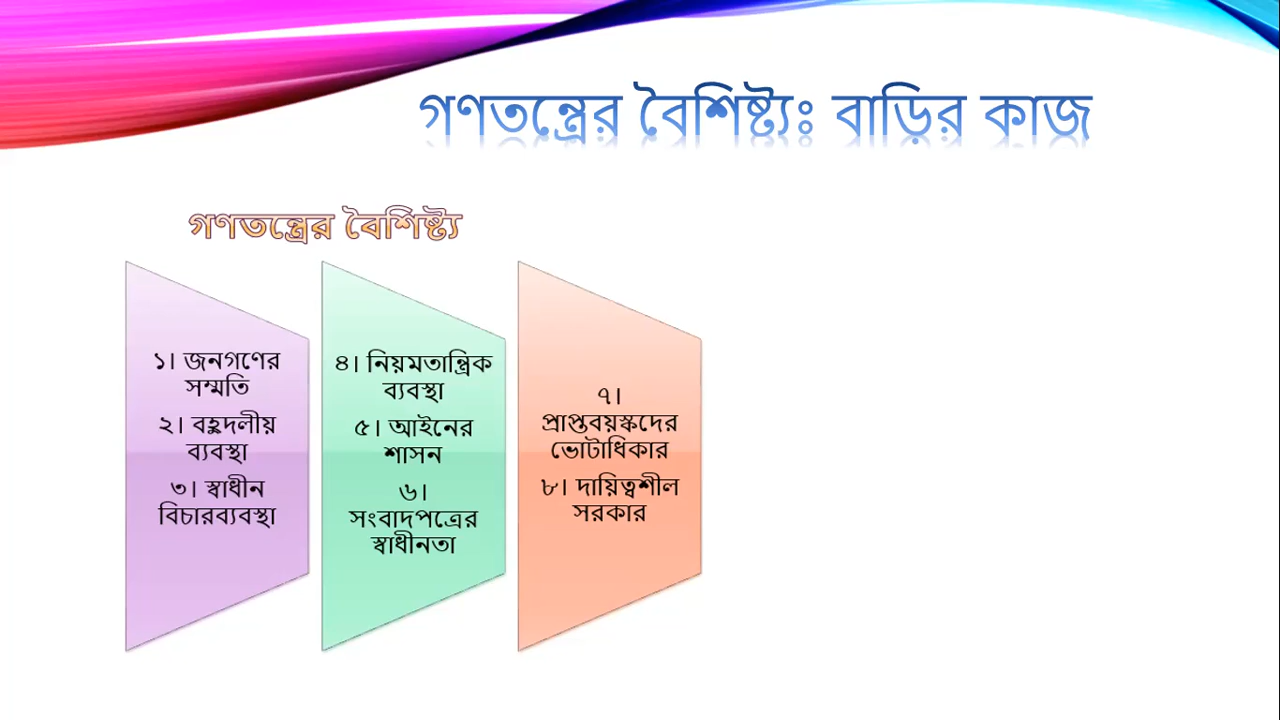 গণতন্ত্রের বৈশিষ্ট্যঃ বাড়ির কাজ
গণতন্ত্রের বৈশিষ্ট্য
১। জনগণের
সম্মতি
২। বহুদলীয়
ব্যবস্থা
৩। স্বাধীন
বিচারব্যবস্থা
৪। নিয়মতান্ত্রিক
ব্যবস্থা
৫। আইনের
শাসন
৬।
সংবাদপত্রের
স্বাধীনতা
৭।
প্রাপ্তবয়স্কদের
ভোটাধিকার
৮। দায়িত্বশীল
সরকার